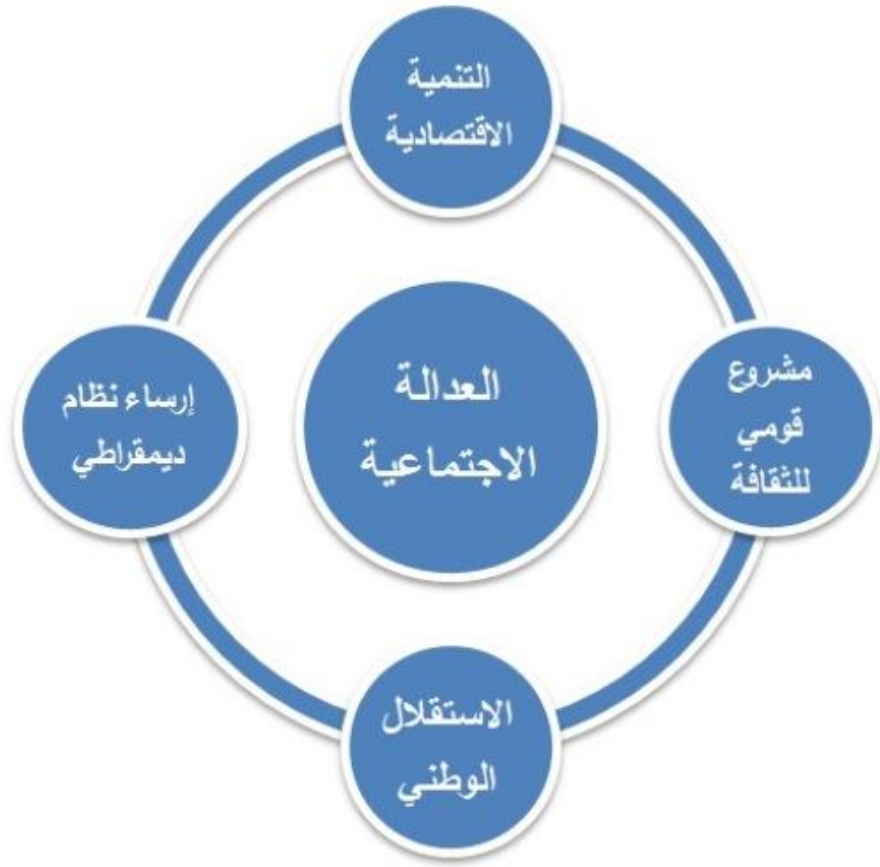 التنمية
الاقتصادية
مشروع
قومي
للثقافة
العدالة
الاجتماعية
إرساء نظام
ديمقراطي
الاستقلال
الوطني